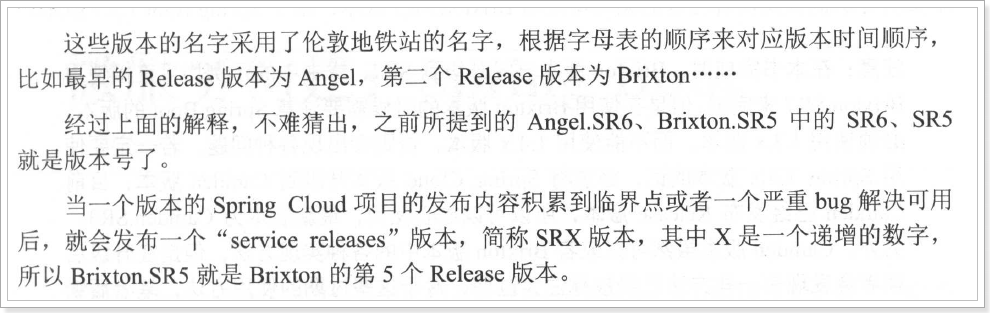 这些版本的名字采用了伦敦地铁站的名字，根据字母表的顺序来对应版本时间顺序，
比如最早的 Release 版本为 Angel，第二个 Release 版本为 Brixton……
经过上面的解释，不难猜出，之前所提到的 Angel.SR6、Brixton.SR5 中的 SR6、SR5
就是版本号了。
当一个版本的 Spring Cloud 项目的发布内容积累到临界点或者一个严重 bug 解决可用
后，就会发布一个“service releases”版本，简称 SRX 版本，其中 X 是一个递增的数字，
所以 Brixton.SR5 就是 Brixton 的第 5 个 Release 版本。